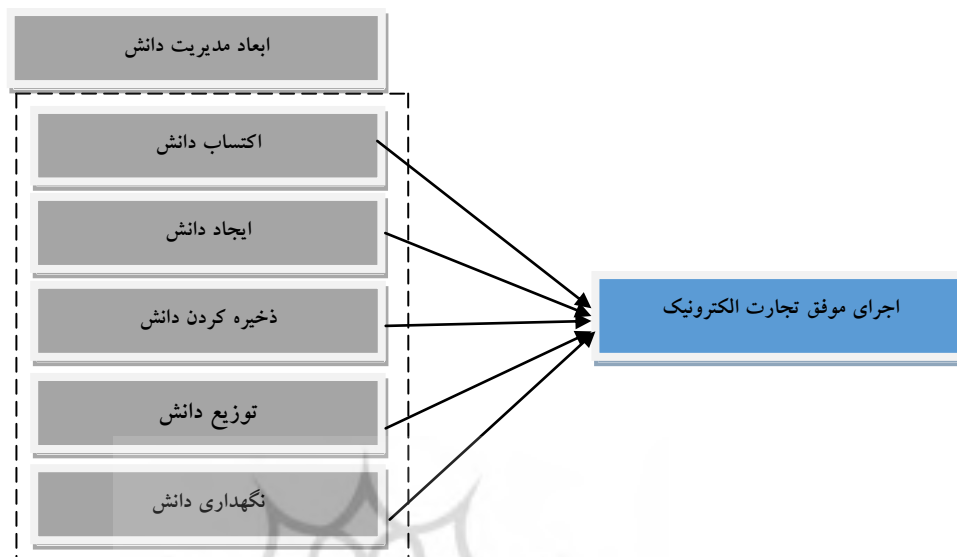 ابعاد مدیریت دانش
اکتساب دانش
ایجاد دانش
ذخیره کردن دانش
توزیع دانش
نگهداری دانش
اجرای موفق تجارت الکترونیک